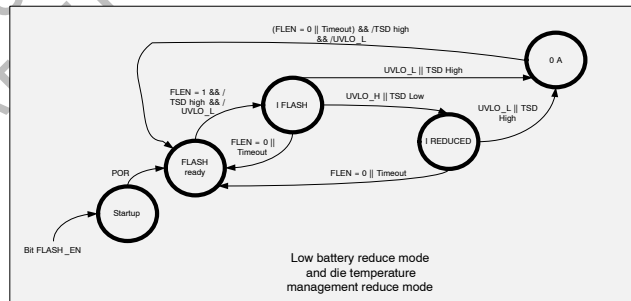 (FLEN = 0 || Timeout) && /TSD high
&& /UVLO_L
0 A
UVLO_L || TSD High
FLEN = 1 && /
TSD high && /
UVLO_L
I FLASH
UVLO_H || TSD Low
UVLO_L || TSD
High
I REDUCED
FLEN = 0 ||
Timeout
FLASH
ready
FLEN = 0 || Timeout
POR
Startup
Bit FLASH_EN
Low battery reduce mode
and die temperature
management reduce mode